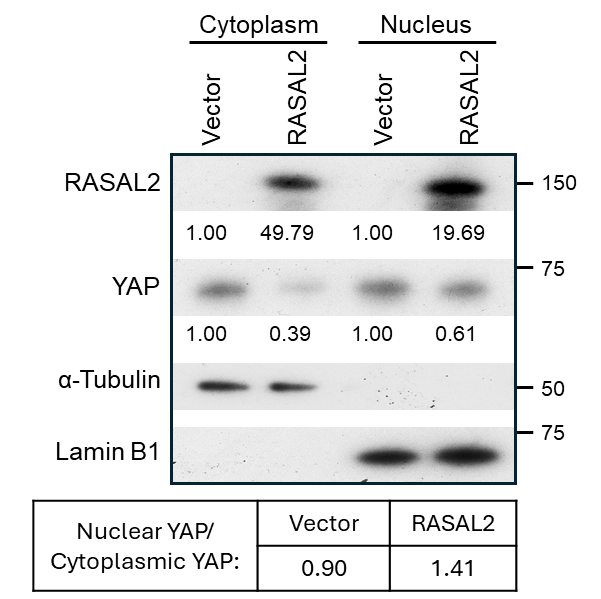 Cytoplasm Nucleus
Vector RASAL2 Vector RASAL2
RASAL2 150
1.00 49.79 1.00 19.69
75
YAP
1.00 0.39 1.00 0.61
α-Tubulin 50
75
Lamin B1
Nuclear YAP/
Cytoplasmic YAP:
Vector RASAL2
0.90 1.41